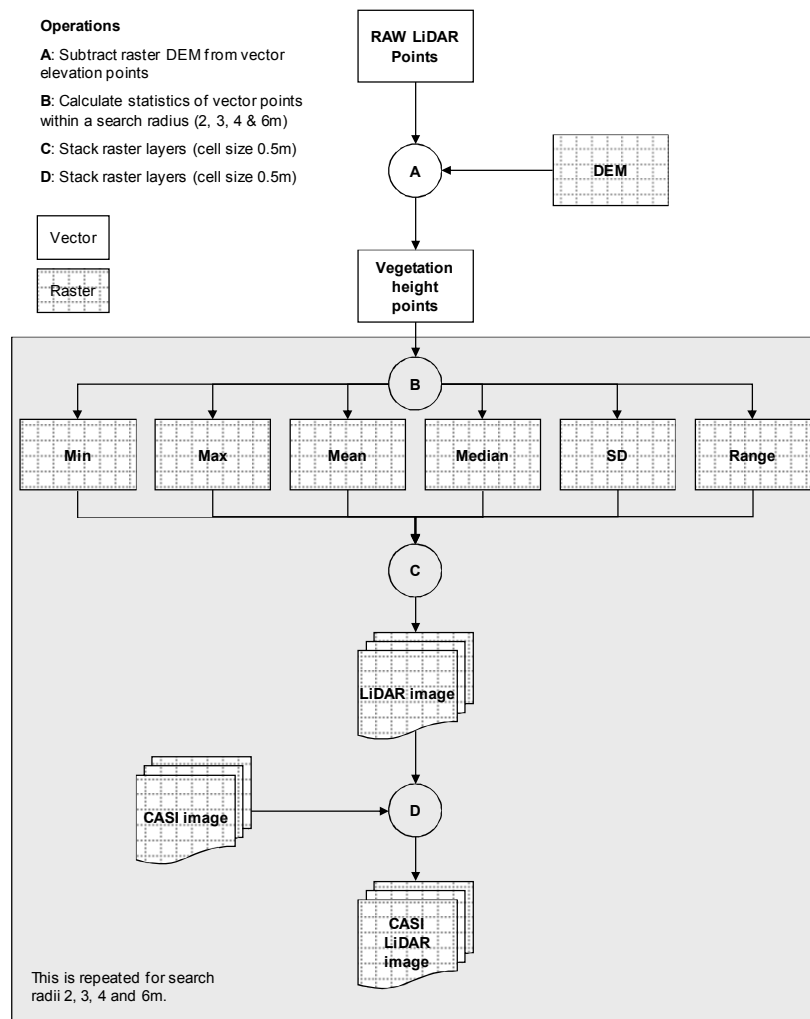 Operations
A: Subtract raster DEM from vector
elevation points
B: Calculate statistics of vector points
within a search radius (2, 3, 4 & 6m)
C: Stack raster layers (cell size 0.5m)
D: Stack raster layers (cell size 0.5m)
Vector
Raster
RAW LiDAR
Points
A
DEM
Vegetation
height
points
B
Min
Max
Mean
Median
SD
Range
C
LiDAR image
CASI image
D
CASI
LiDAR
image
This is repeated for search
radii 2, 3, 4 and 6m.